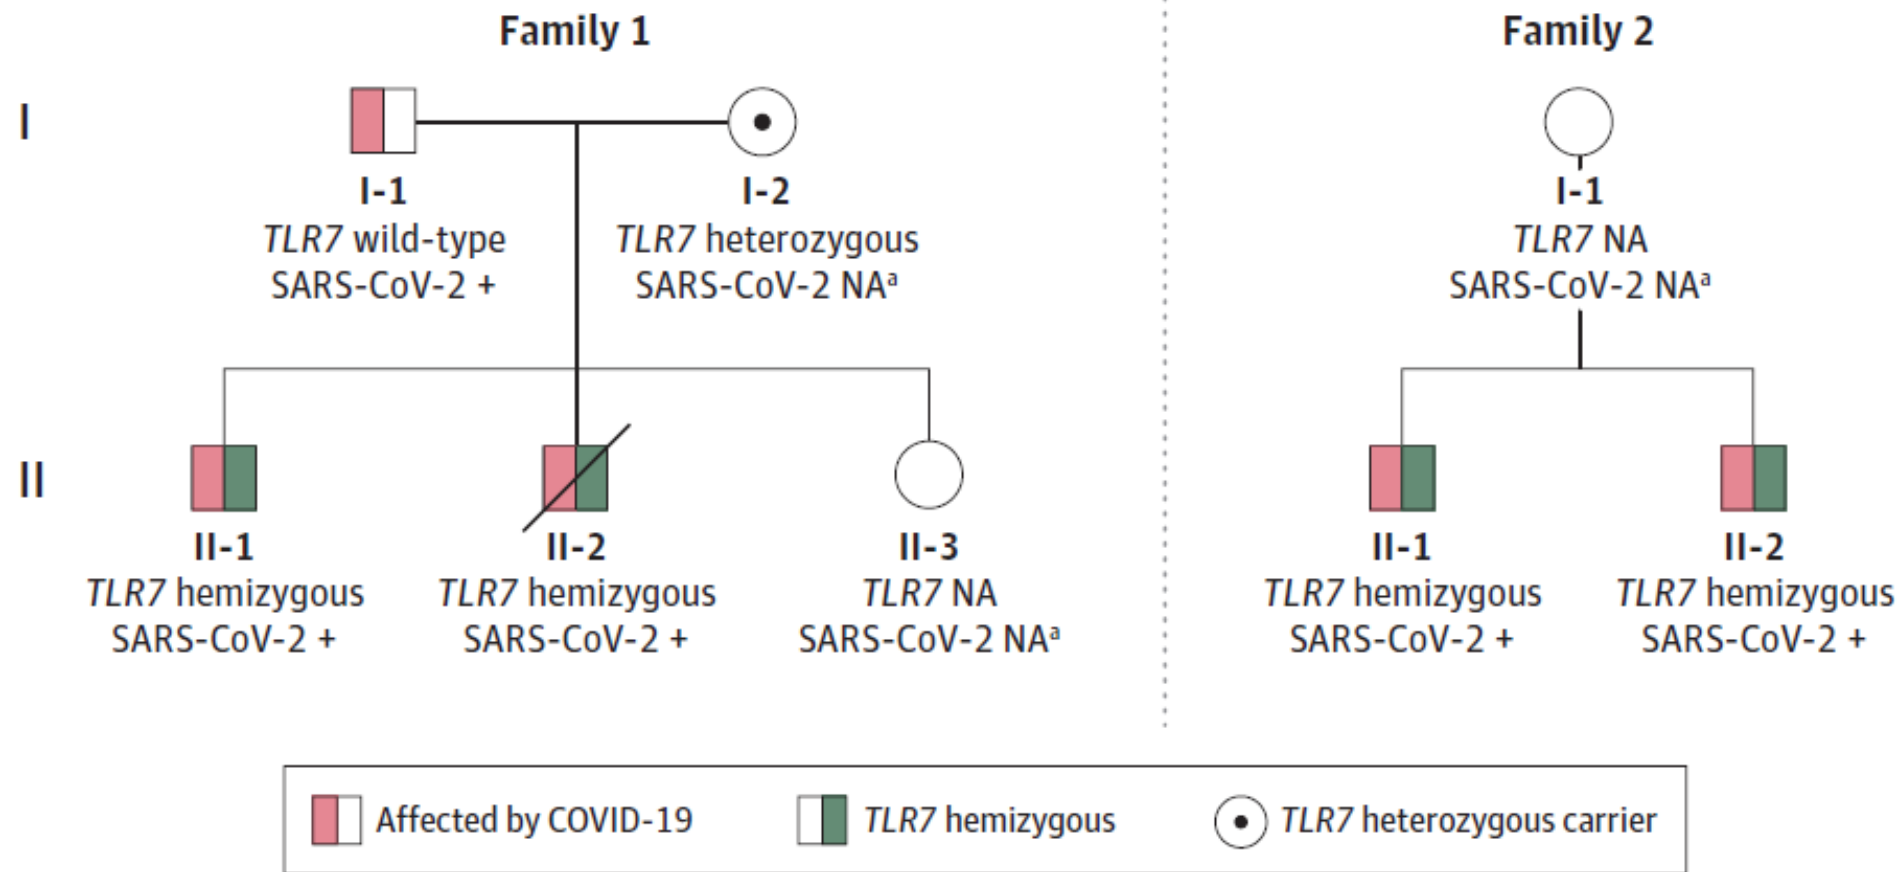 Family 1
Family 2
I
I-1
TLR7 wild-type
SARS-CoV-2 +
I-2
TLR7 heterozygous
SARS-CoV-2 NAᵃ
I-1
TLR7 NA
SARS-CoV-2 NAᵃ
II
II-1
TLR7 hemizygous
SARS-CoV-2 +
II-2
TLR7 hemizygous
SARS-CoV-2 +
II-3
TLR7 NA
SARS-CoV-2 NAᵃ
II-1
TLR7 hemizygous
SARS-CoV-2 +
II-2
TLR7 hemizygous
SARS-CoV-2 +
Affected by COVID-19
TLR7 hemizygous
TLR7 heterozygous carrier